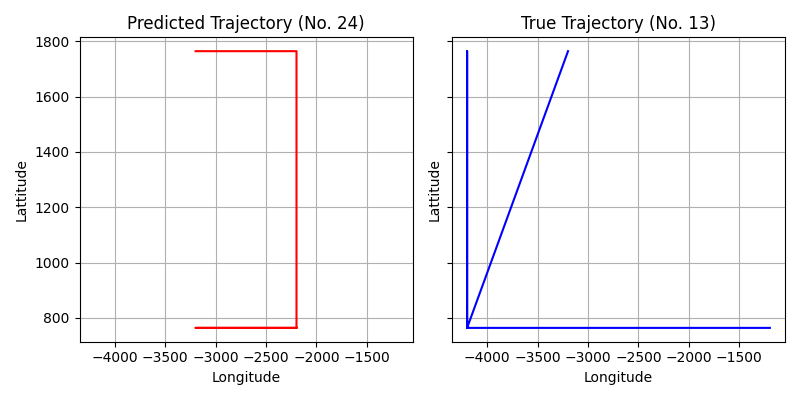 Predicted Trajectory (No. 24)
True Trajectory (No. 13)
1800
1600
1400
1200
1000
800
Lattitude
Lattitude
−4000 −3500 −3000 −2500 −2000 −1500
−4000 −3500 −3000 −2500 −2000 −1500
Longitude
Longitude